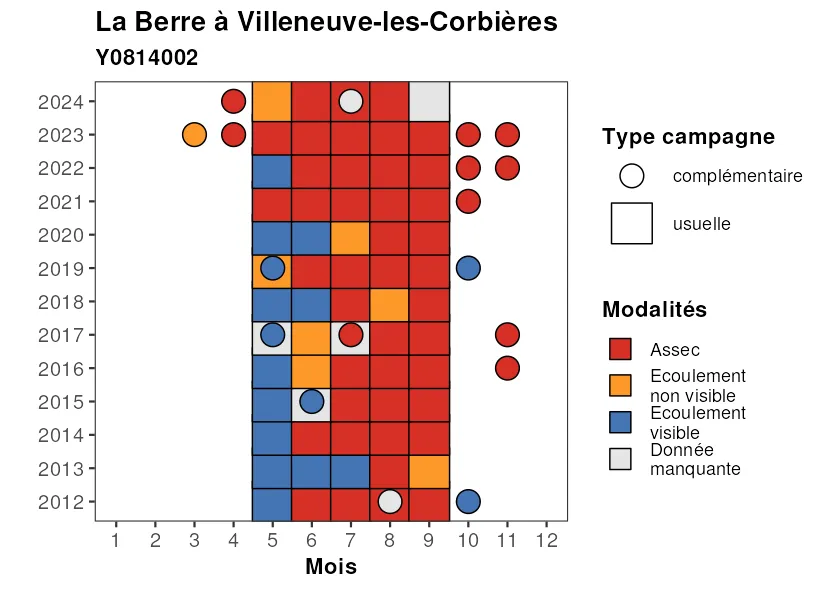 La Berre à Villeneuve-les-Corbières
Y0814002
2024
2023
2022
2021
2020
2019
2018
2017
2016
2015
2014
2013
2012
1 2 3 4 5 6 7 8 9 10 11 12
Mois
Type campagne
complémentaire
usuelle
Modalités
Assec
Ecoulement
non visible
Ecoulement
visible
Donnée
manquante